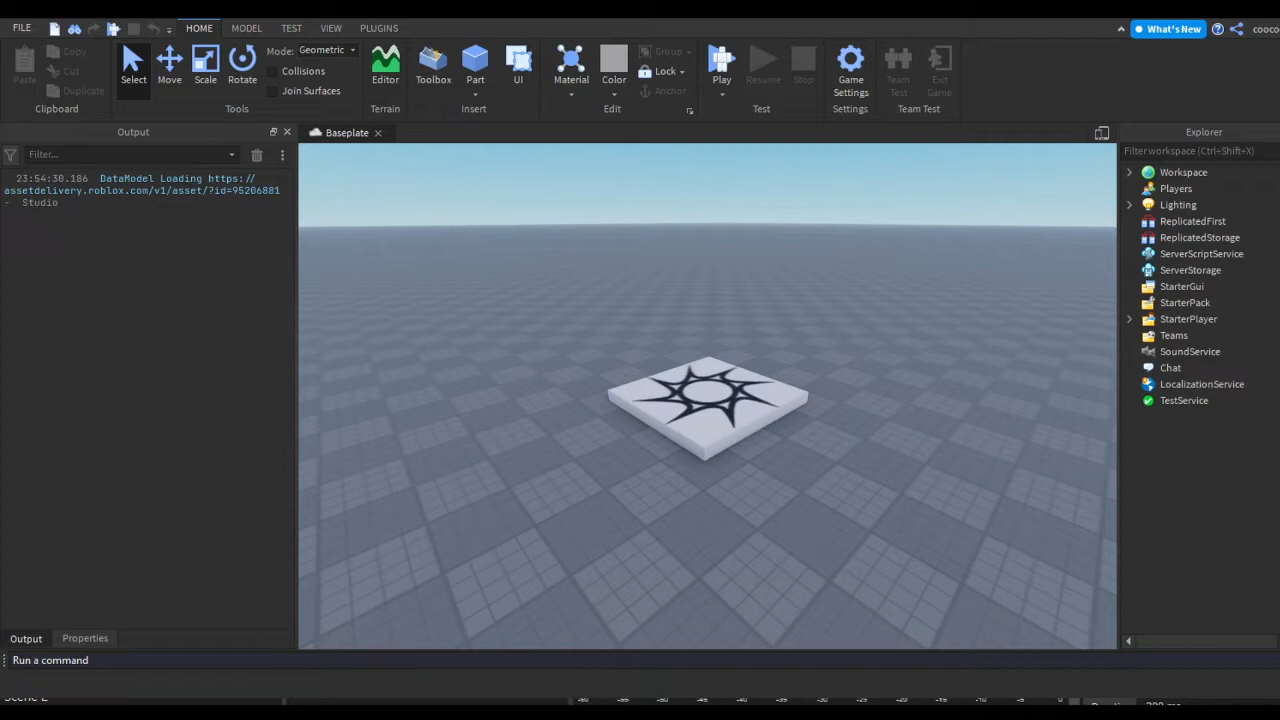 FILE HOME MODEL TEST VIEW PLUGINS What's New cooco
Paste Copy Cut Duplicate Select Move Scale Rotate Mode: Geometric Collisions Join Surfaces Editor Toolbox Part UI Material Color Group Lock Anchor Play Resume Stop Game Settings Team Test Exit Game
Clipboard Tools Terrain Insert Edit Test Settings Team Test
Output
Filter...
23:54:30.186 DataModel Loading https://
assetdelivery.roblox.com/v1/asset/?id=95206881
- Studio
Baseplate
Explorer
Filter workspace (Ctrl+Shift+X)
Workspace
Players
Lighting
ReplicatedFirst
ReplicatedStorage
ServerScriptService
ServerStorage
StarterGui
StarterPack
StarterPlayer
Teams
SoundService
Chat
LocalizationService
TestService
Output Properties
Run a command